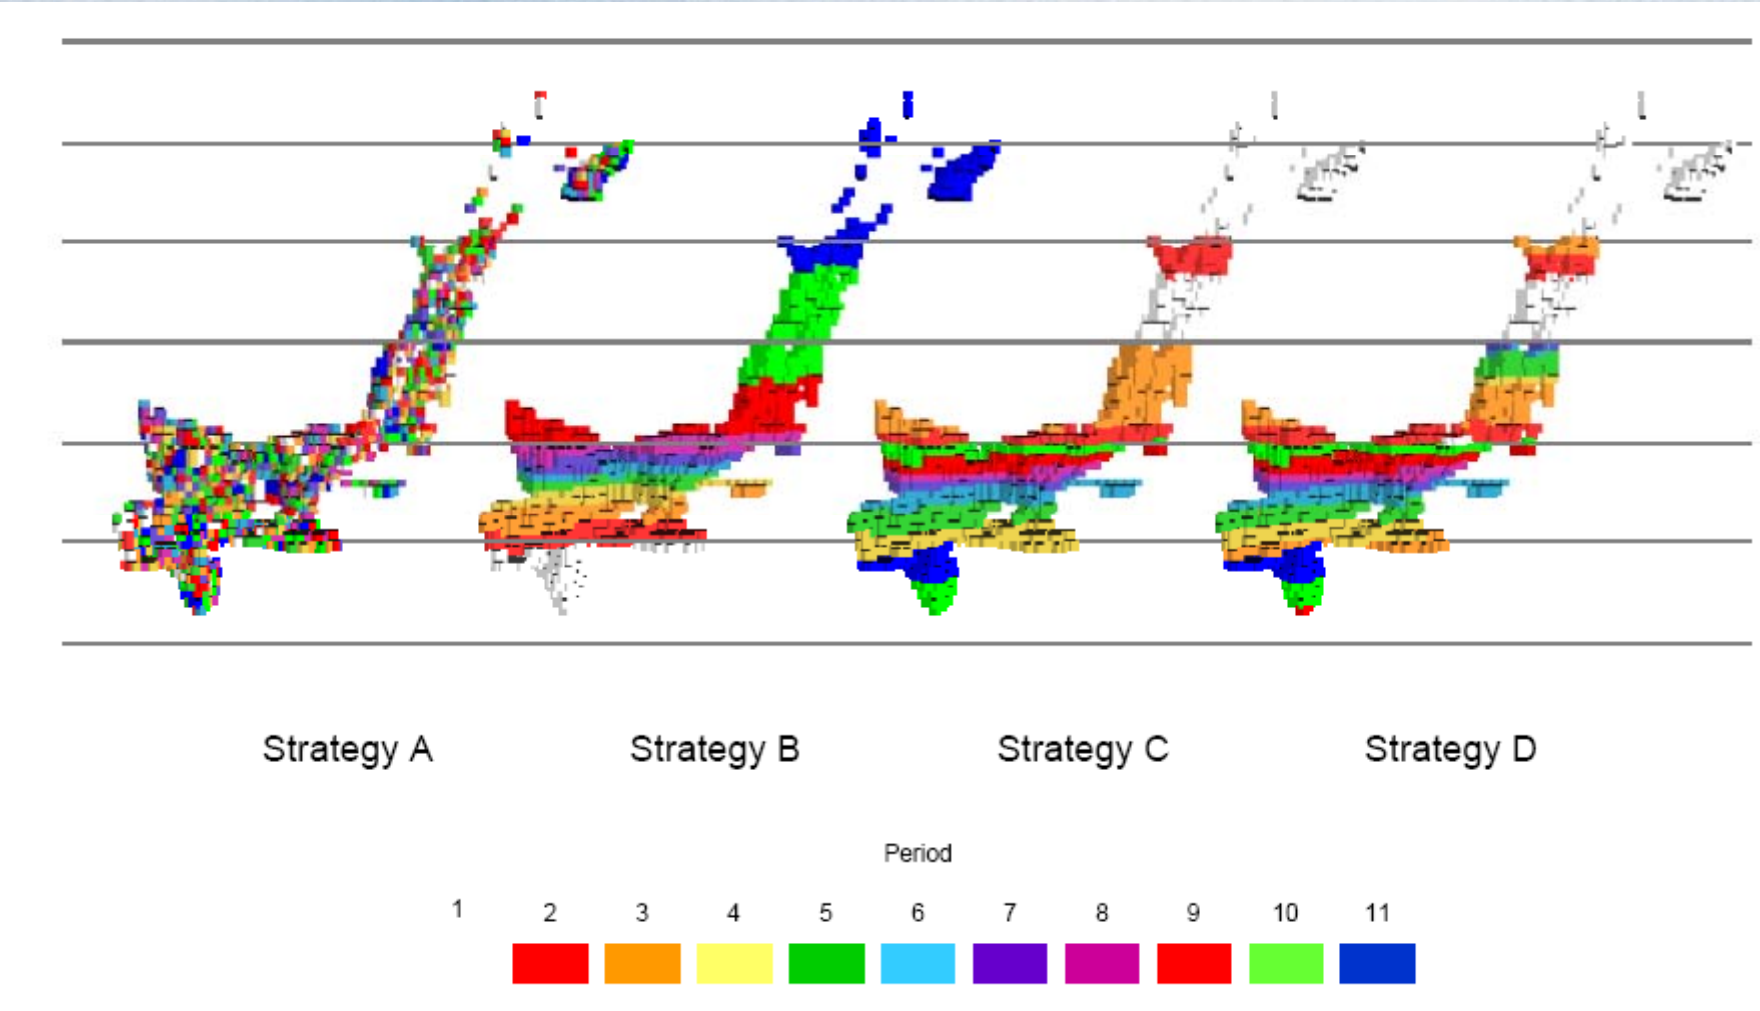 Strategy A Strategy B Strategy C Strategy D
Period
1 2 3 4 5 6 7 8 9 10 11